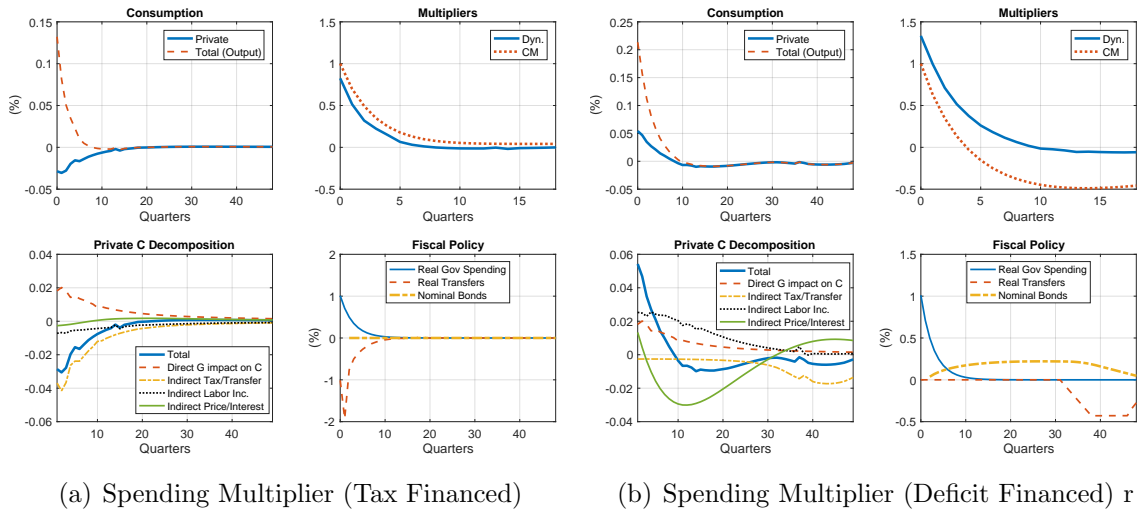 Consumption
0.15
0.1
0.05
0
-0.05
(%)
0 10 20 30 40
Quarters
Private
Total (Output)
Multipliers
1.5
1
0.5
0
-0.5
0 5 10 15
Quarters
Dyn.
CM
Consumption
0.25
0.20
0.15
0.10
0.05
0
-0.05
(%)
0 10 20 30 40
Quarters
Private
Total (Output)
Multipliers
1.5
1
0.5
0
-0.5
0 5 10 15
Quarters
Dyn.
CM
Private C Decomposition
0.04
0.02
0
-0.02
-0.04
-0.06
10 20 30 40
Quarters
Total
Direct G impact on C
Indirect Tax/Transfer
Indirect Labor Inc.
Indirect Price/Interest
Fiscal Policy
2
1
0
-1
-2
(%)
0 10 20 30 40
Quarters
Real Gov Spending
Real Transfers
Nominal Bonds
Private C Decomposition
0.06
0.04
0.02
0
-0.02
0.04
10 20 30 40
Quarters
Total
Direct G impact on C
Indirect Tax/Transfer
Indirect Labor Inc.
Indirect Price/Interest
Fiscal Policy
1.5
1
0.5
0
-0.5
(%)
0 10 20 30 40
Quarters
Real Gov Spending
Real Transfers
Nominal Bonds
(a) Spending Multiplier (Tax Financed)
(b) Spending Multiplier (Deficit Financed) r